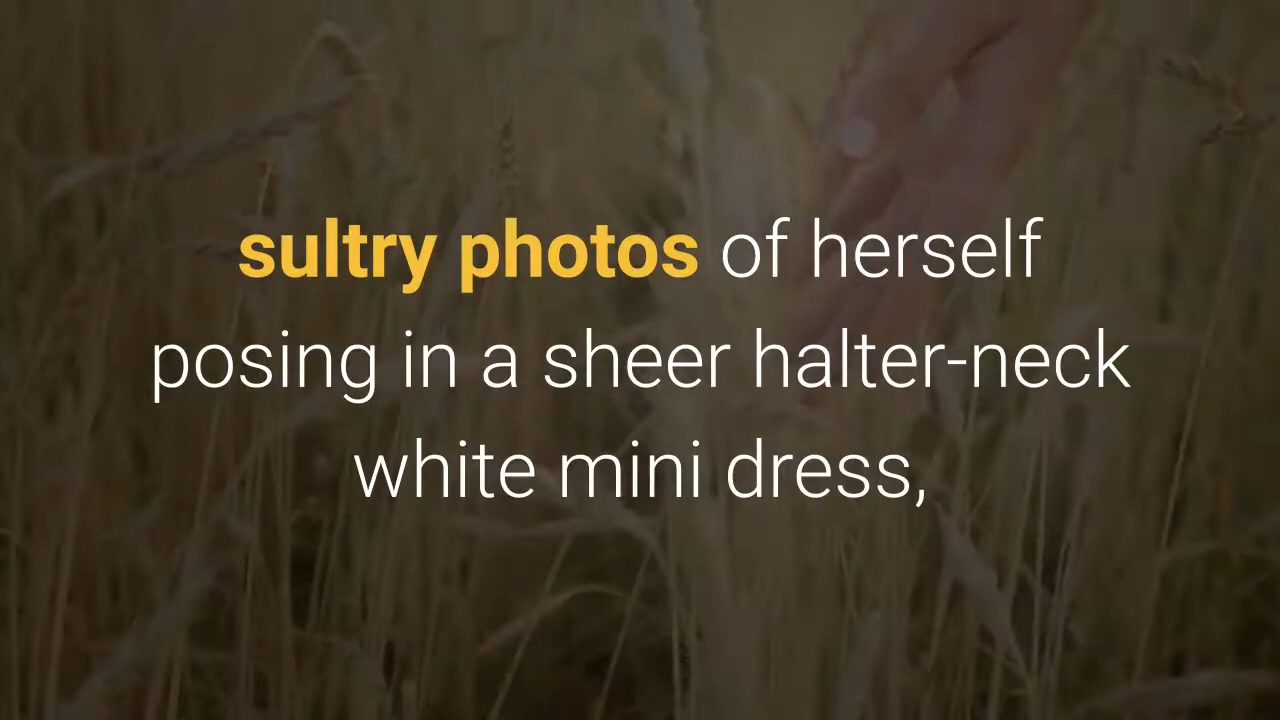 sultry photos of herself
posing in a sheer halter-neck
white mini dress,